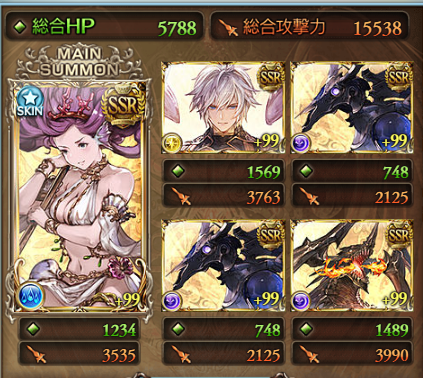 総合HP 5788 総合攻撃力 15538
MAIN
SUMMON
SKIN SSR SSR SSR
+99 +99
1569 748
3763 2125
SSR SSR
+99 +99 +99
1234 748 1489
3535 2125 3990